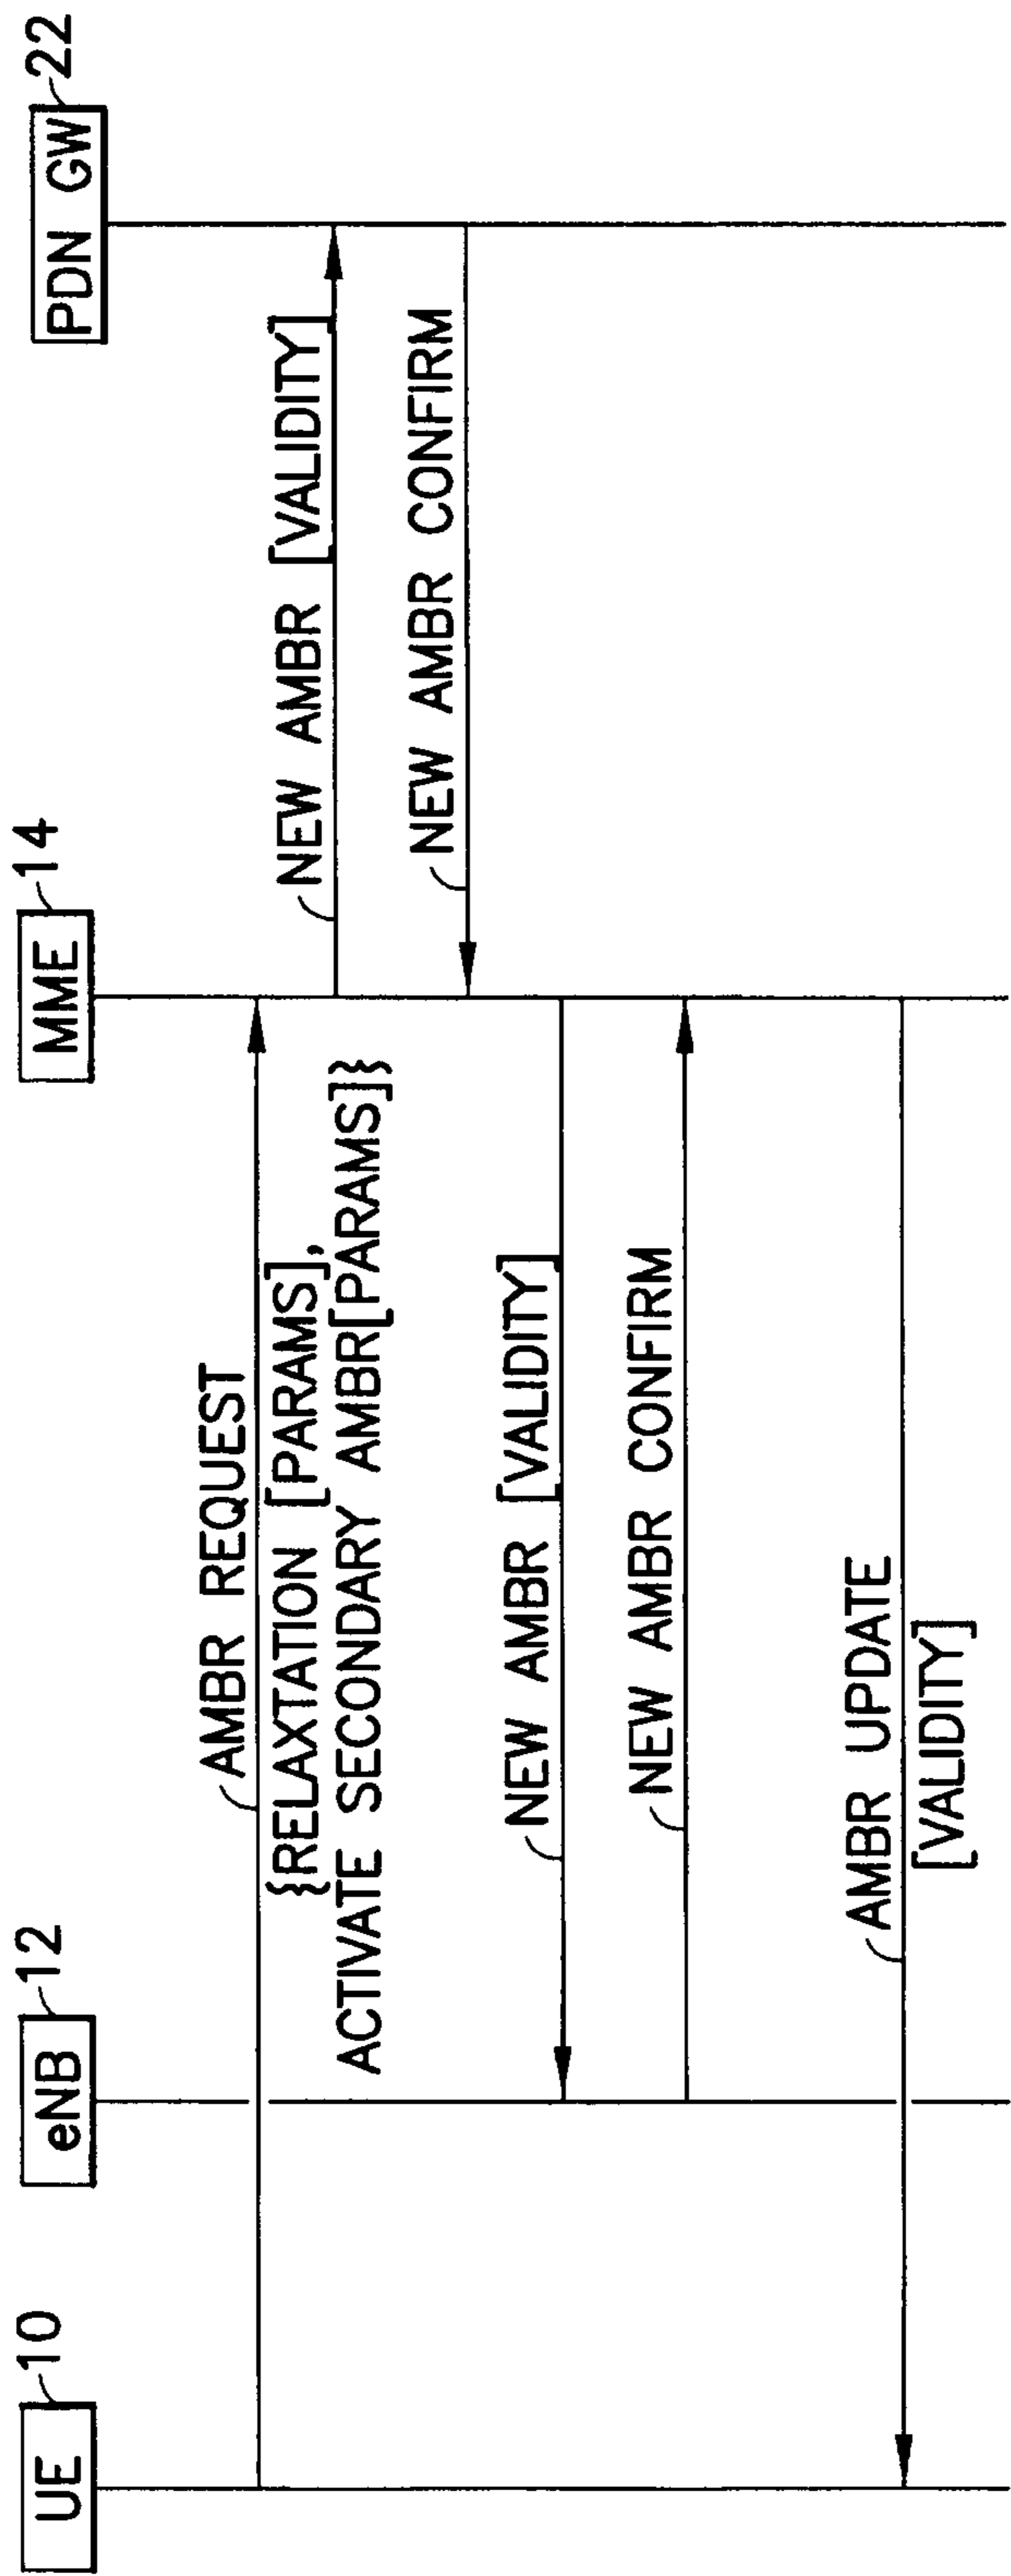 UE 10
eNB 12
MME 14
PDN GW 22
AMBR REQUEST
{RELAXTATION [PARAMS],
ACTIVATE SECONDARY AMBR[PARAMS]}
NEW AMBR [VALIDITY]
NEW AMBR CONFIRM
NEW AMBR [VALIDITY]
NEW AMBR CONFIRM
AMBR UPDATE
[VALIDITY]